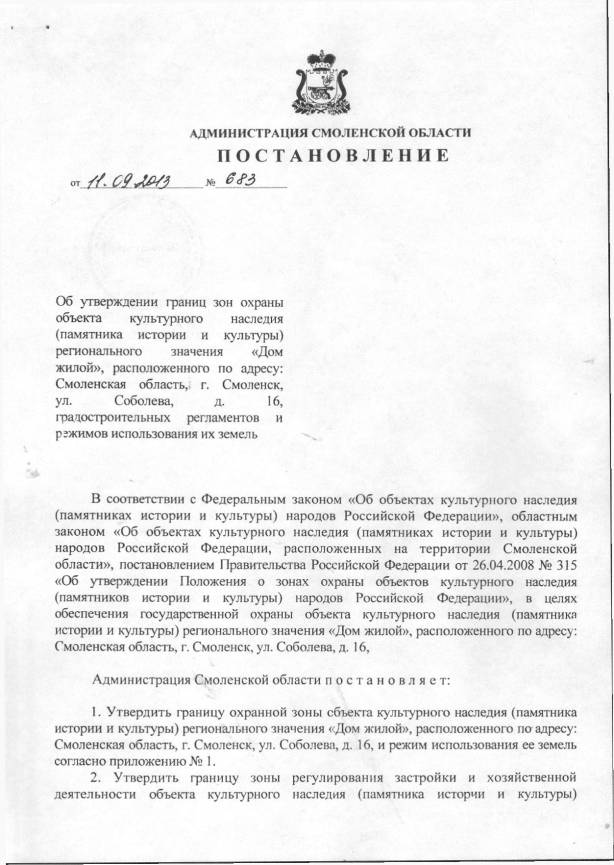 АДМИНИСТРАЦИЯ СМОЛЕНСКОЙ ОБЛАСТИ
ПОСТАНОВЛЕНИЕ
от 11.09.2013 № 683
Об утверждении границ зон охраны
объекта культурного наследия
(памятника истории и культуры)
регионального значения «Дом
жилой», расположенного по адресу:
Смоленская область, г. Смоленск,
ул. Соболева, д. 16,
градостроительных регламентов и
режимов использования их земель
В соответствии с Федеральным законом «Об объектах культурного наследия
(памятниках истории и культуры) народов Российской Федерации», областным
законом «Об объектах культурного наследия (памятниках истории и культуры)
народов Российской Федерации, расположенных на территории Смоленской
области», постановлением Правительства Российской Федерации от 26.04.2008 № 315
«Об утверждении Положения о зонах охраны объектов культурного наследия
(памятников истории и культуры) народов Российской Федерации», в целях
обеспечения государственной охраны объекта культурного наследия (памятника
истории и культуры) регионального значения «Дом жилой», расположенного по адресу:
Смоленская область, г. Смоленск, ул. Соболева, д. 16,
Администрация Смоленской области п о с т а н о в л я е т:
1. Утвердить границу охранной зоны объекта культурного наследия (памятника
истории и культуры) регионального значения «Дом жилой», расположенного по адресу:
Смоленская область, г. Смоленск, ул. Соболева, д. 16, и режим использования ее земель
согласно приложению № 1.
2. Утвердить границу зоны регулирования застройки и хозяйственной
деятельности объекта культурного наследия (памятника истории и культуры)